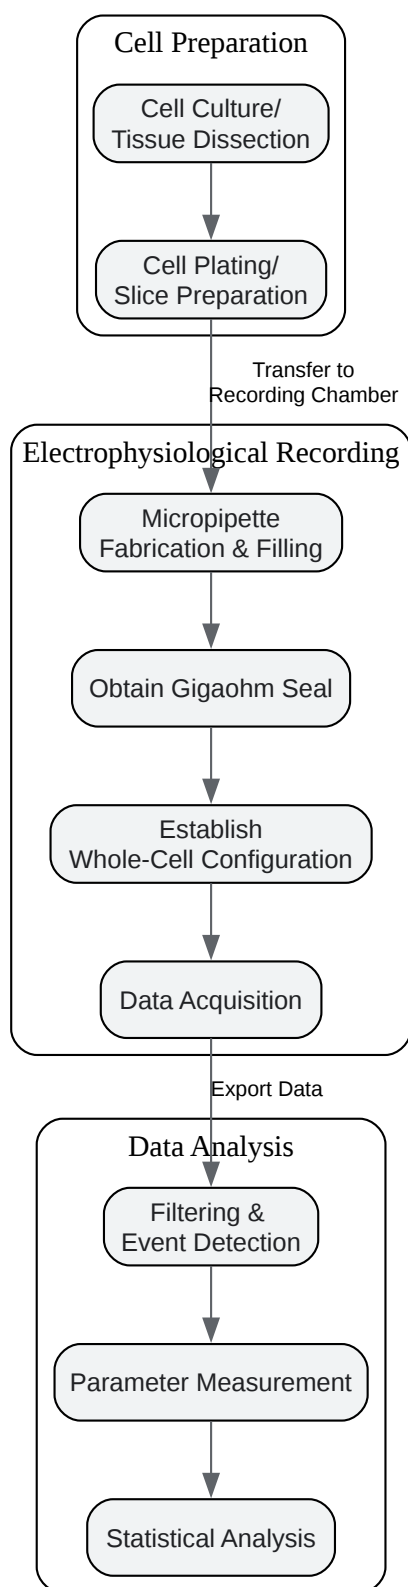 Cell Preparation
Cell Culture/
Tissue Dissection
Cell Plating/
Slice Preparation
Transfer to
Recording Chamber
Electrophysiological Recording
Micropipette
Fabrication & Filling
Obtain Gigaohm Seal
Establish
Whole-Cell Configuration
Data Acquisition
Export Data
Data Analysis
Filtering &
Event Detection
Parameter Measurement
Statistical Analysis